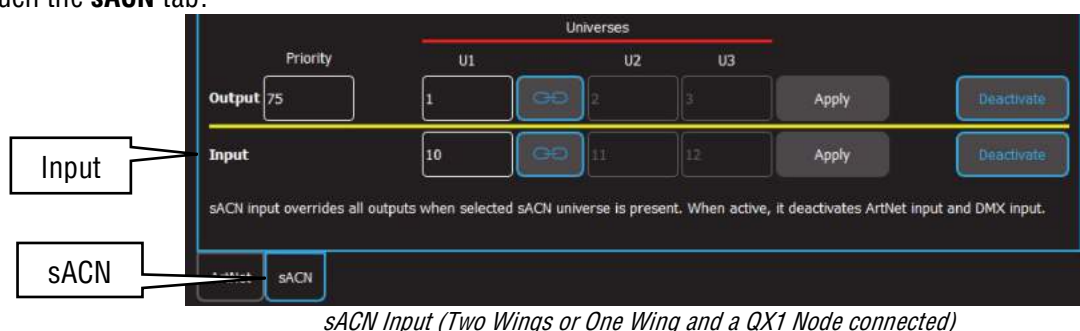 the sACN tab.
Universes
Priority U1 U2 U3
Output 75 1 2 3 Apply Deactivate
Input
Input 10 11 12 Apply Deactivate
sACN input overrides all outputs when selected sACN universe is present. When active, it deactivates ArtNet input and DMX input.
sACN
ArtNet sACN
sACN Input (Two Wings or One Wing and a QX1 Node connected)